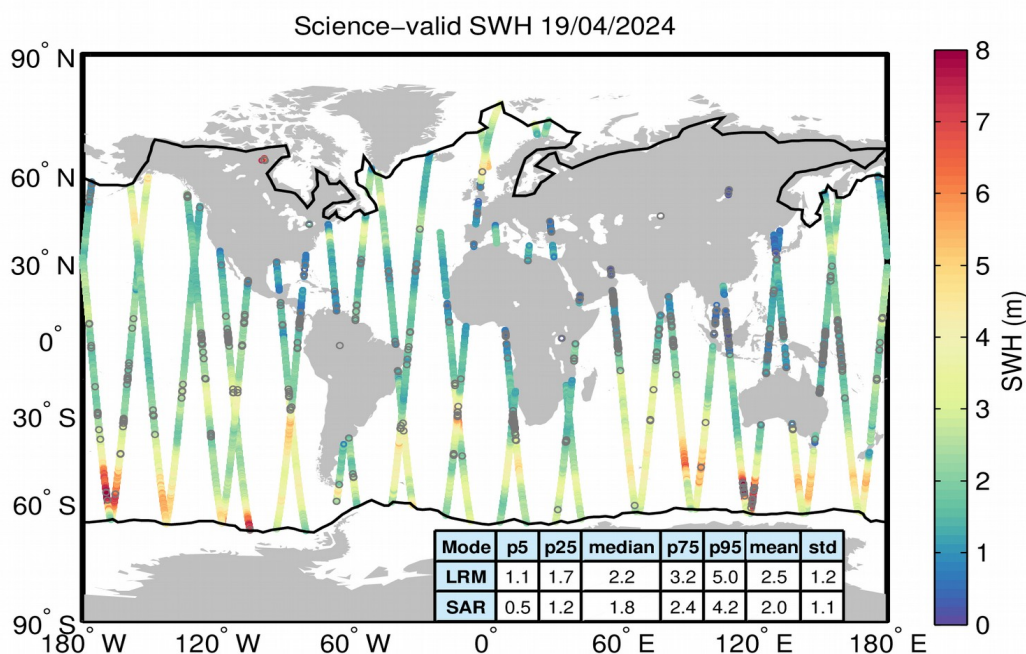 Science–valid SWH 19/04/2024
90° N
60° N
30° N
0°
30° S
60° S
90° S
180° W
120° W
60° W
0°
60° E
120° E
180° E
8
7
6
5
4
3
2
1
0
SWH (m)
Mode p5 p25 median p75 p95 mean std
LRM 1.1 1.7 2.2 3.2 5.0 2.5 1.2
SAR 0.5 1.2 1.8 2.4 4.2 2.0 1.1